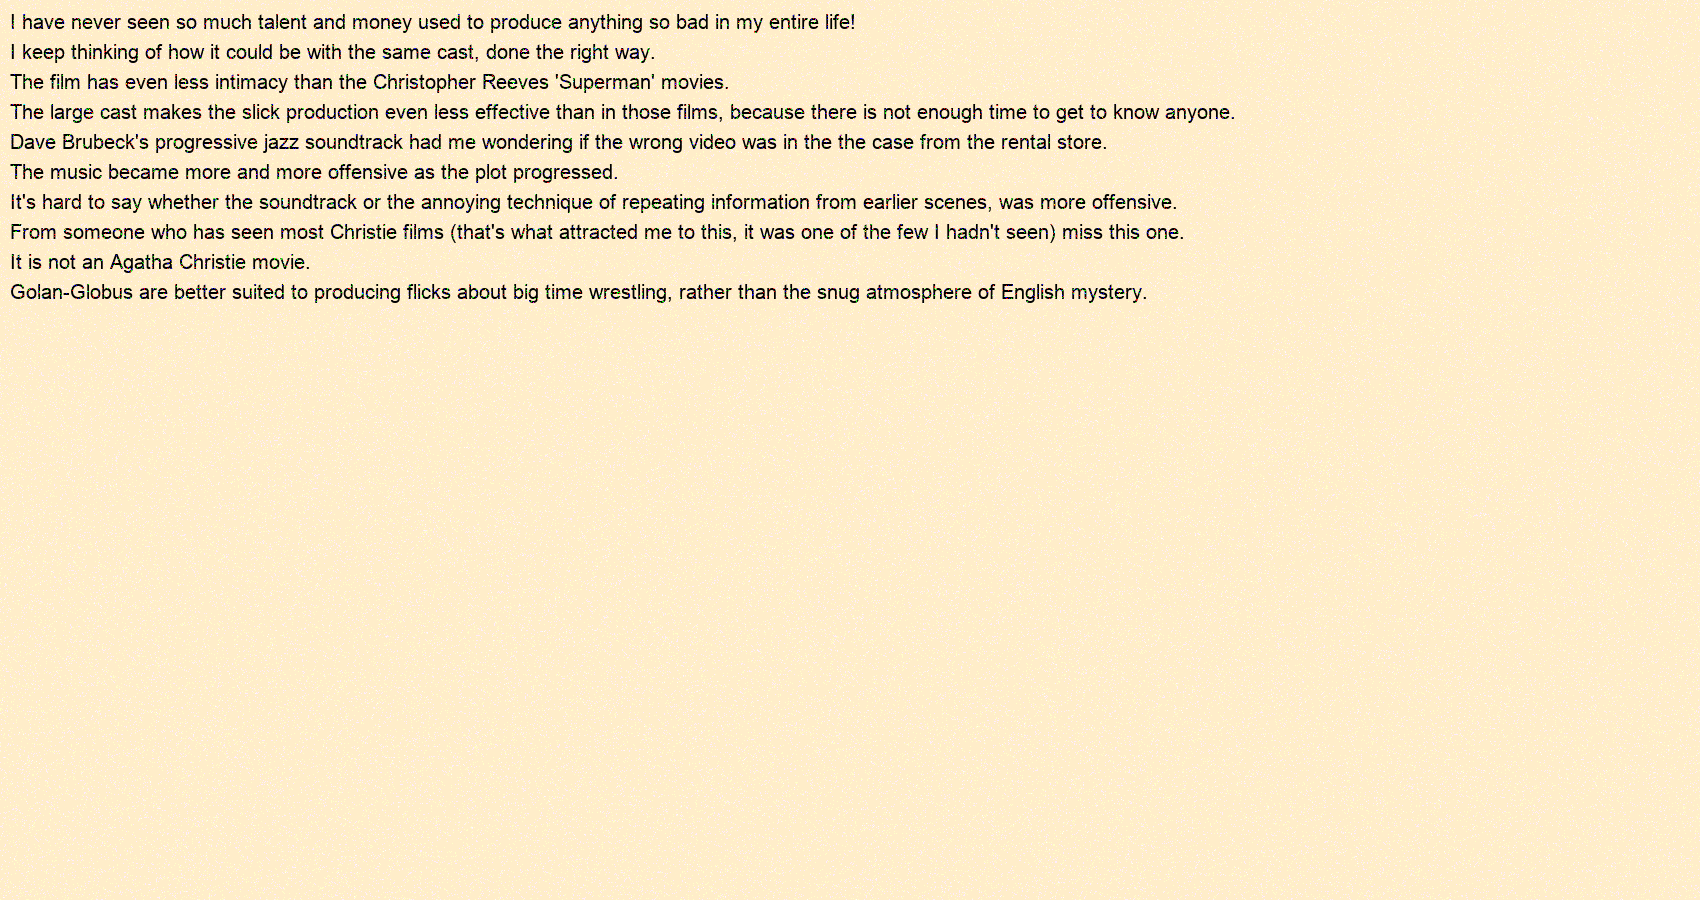 I have never seen so much talent and money used to produce anything so bad in my entire life!
I keep thinking of how it could be with the same cast, done the right way.
The film has even less intimacy than the Christopher Reeves 'Superman' movies.
The large cast makes the slick production even less effective than in those films, because there is not enough time to get to know anyone.
Dave Brubeck's progressive jazz soundtrack had me wondering if the wrong video was in the the case from the rental store.
The music became more and more offensive as the plot progressed.
It's hard to say whether the soundtrack or the annoying technique of repeating information from earlier scenes, was more offensive.
From someone who has seen most Christie films (that's what attracted me to this, it was one of the few I hadn't seen) miss this one.
It is not an Agatha Christie movie.
Golan-Globus are better suited to producing flicks about big time wrestling, rather than the snug atmosphere of English mystery.